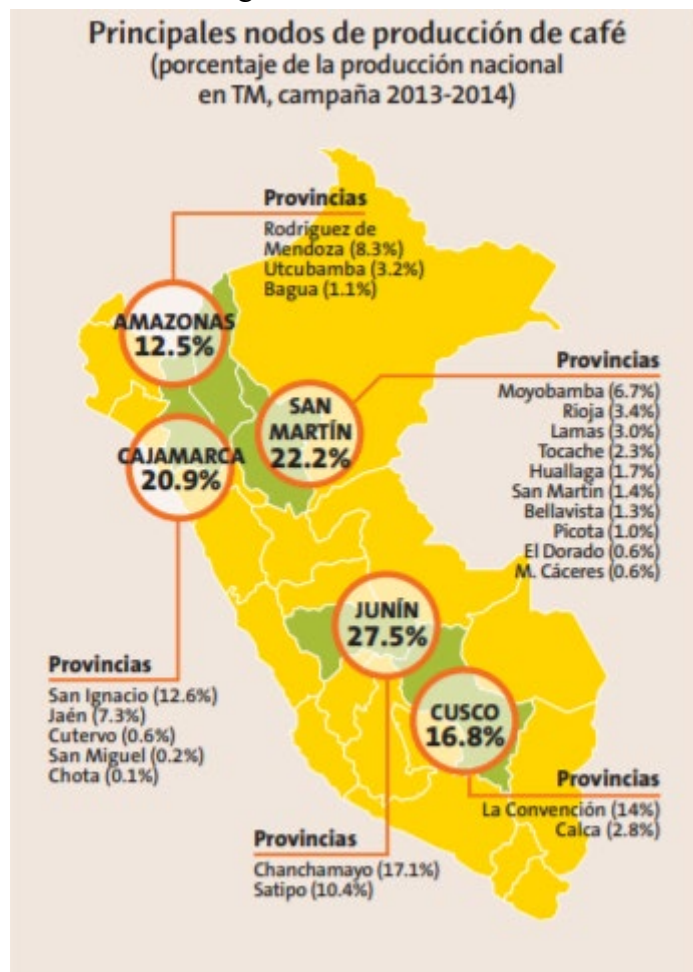 Principales nodos de producción de café
(porcentaje de la producción nacional
en TM, campaña 2013-2014)
Provincias
Rodríguez de
Mendoza (8.3%)
Utcubamba (3.2%)
Bagua (1.1%)
AMAZONAS
12.5%
Provincias
Moyobamba (6.7%)
Rioja (3.4%)
Lamas (3.0%)
Tocache (2.3%)
Huallaga (1.7%)
San Martín (1.4%)
Bellavista (1.3%)
Picota (1.0%)
El Dorado (0.6%)
M. Cáceres (0.6%)
SAN
MARTÍN
22.2%
CAJAMARCA
20.9%
JUNÍN
27.5%
Provincias
San Ignacio (12.6%)
Jaén (7.3%)
Cutervo (0.6%)
San Miguel (0.2%)
Chota (0.1%)
CUSCO
16.8%
Provincias
La Convención (14%)
Calca (2.8%)
Provincias
Chanchamayo (17.1%)
Satipo (10.4%)